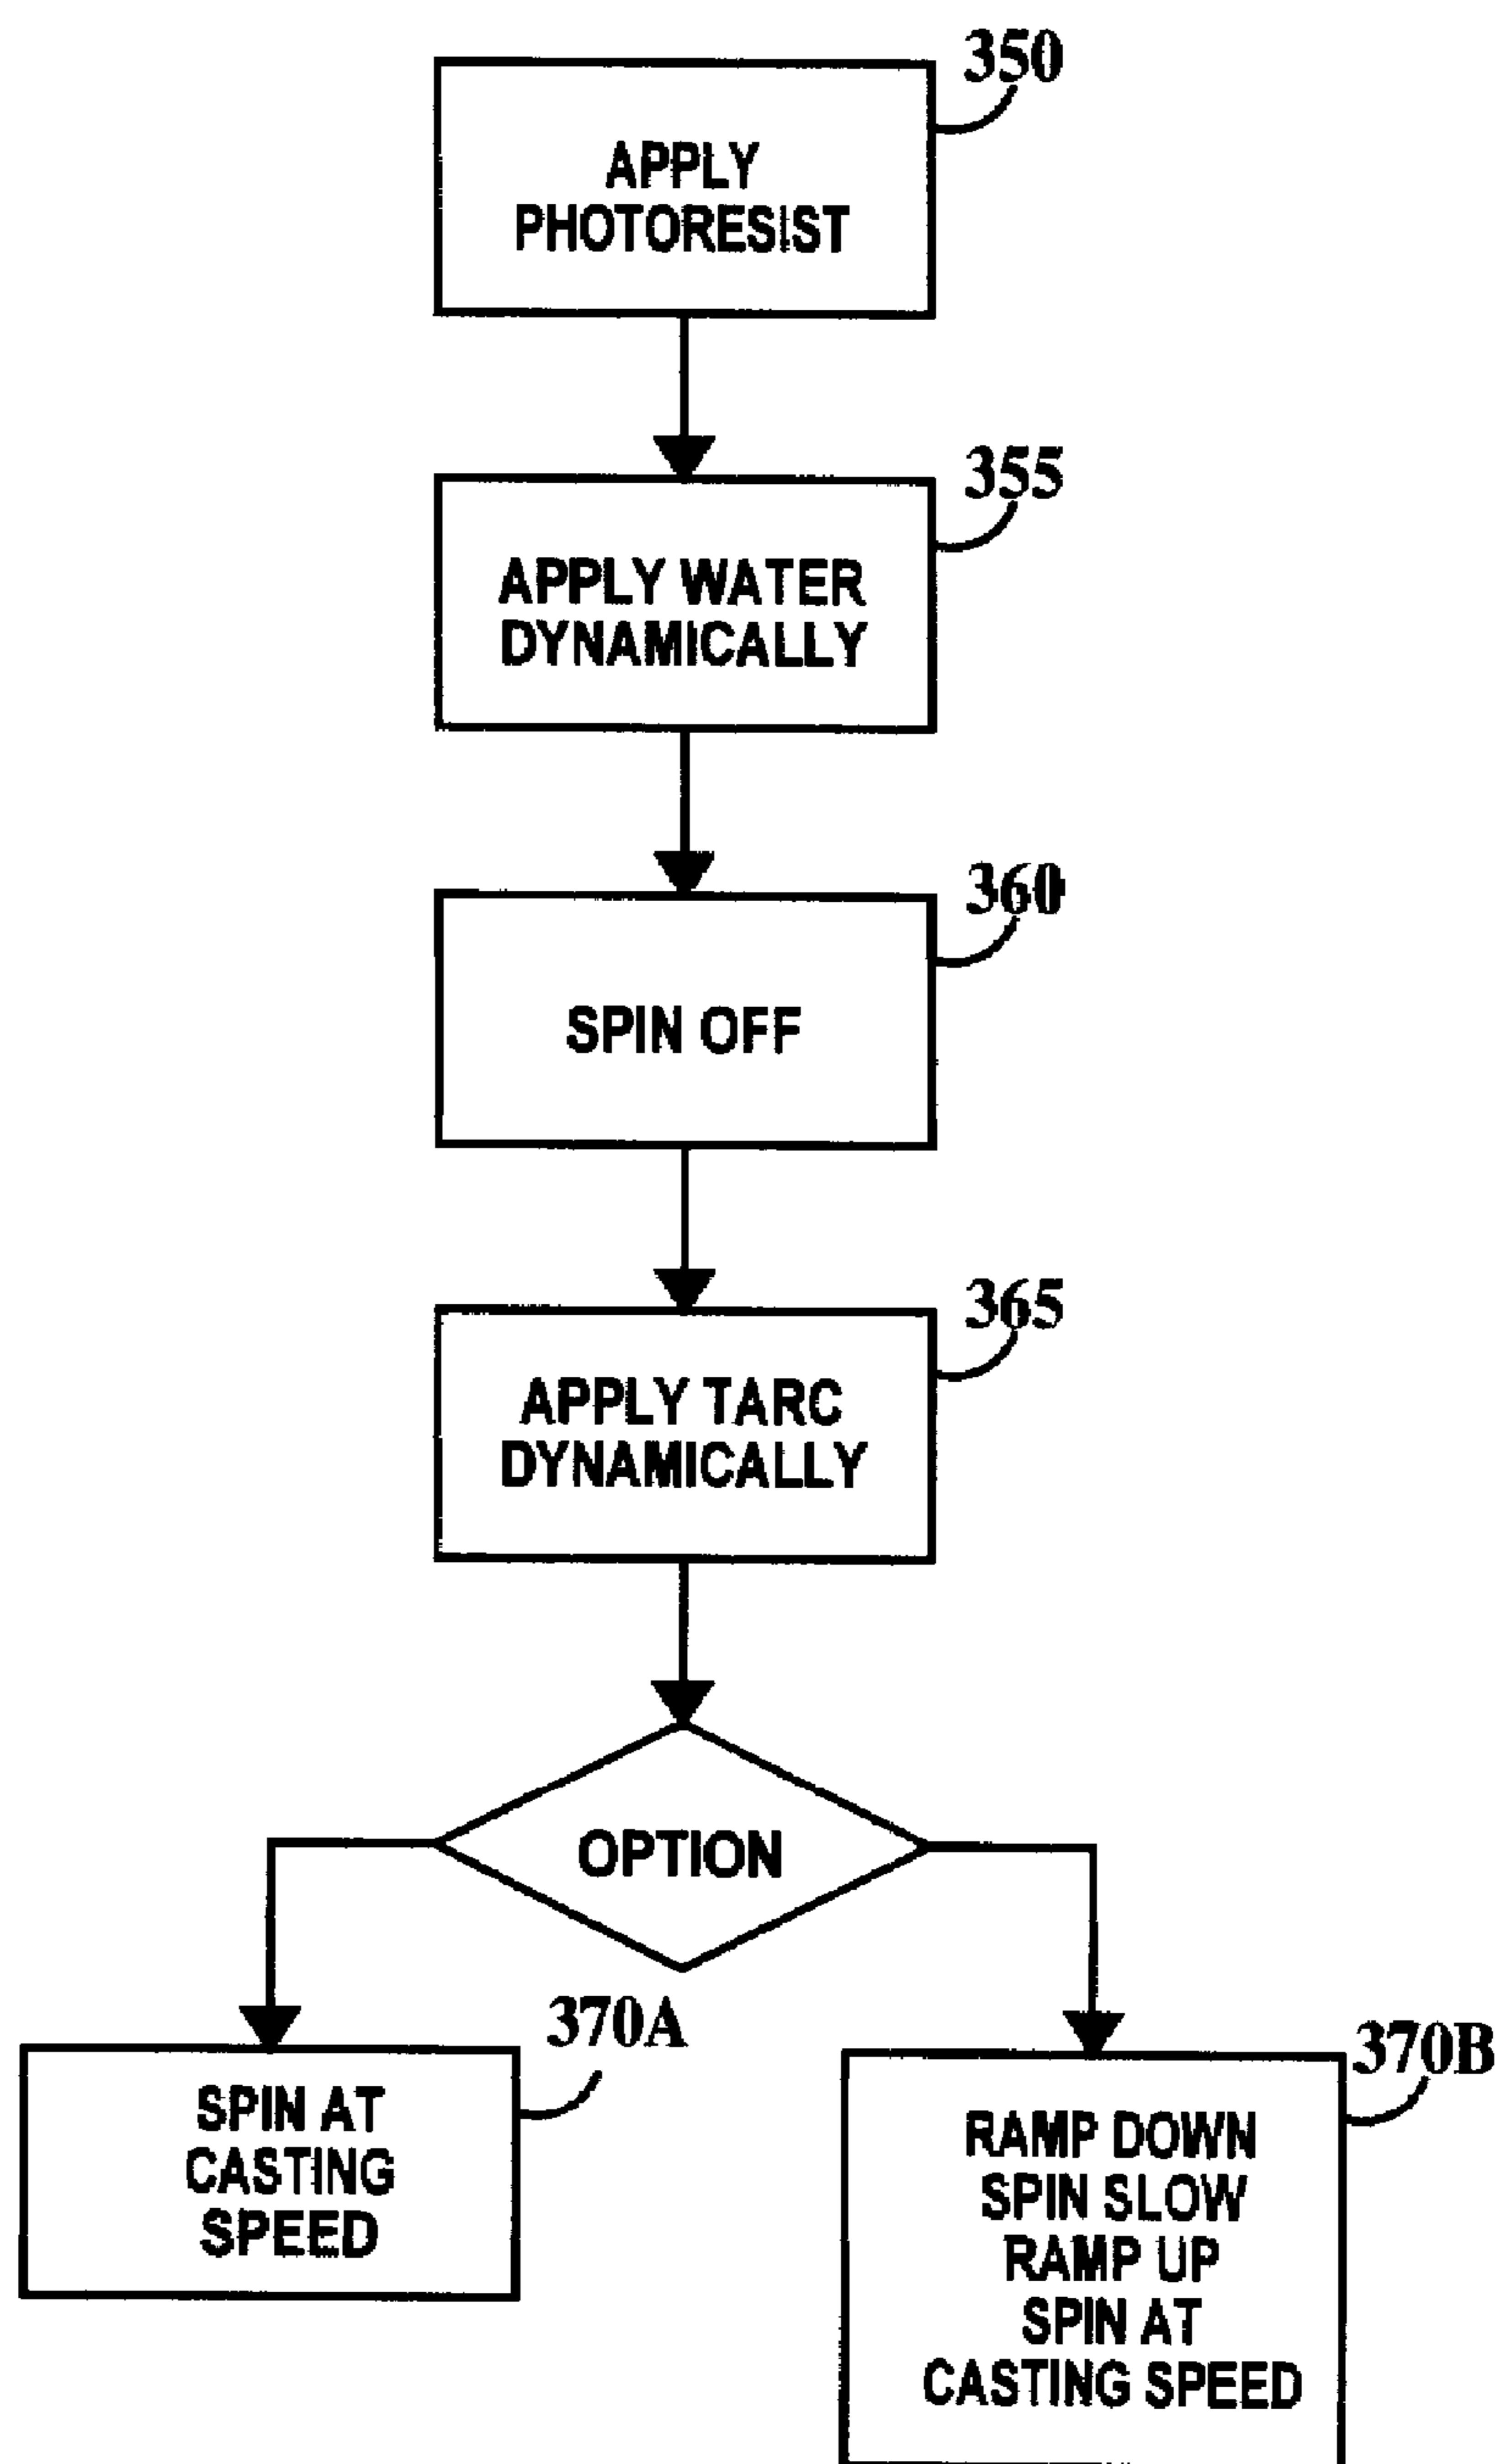 350
APPLY
PHOTORESIST
355
APPLY WATER
DYNAMICALLY
360
SPIN OFF
365
APPLY TARC
DYNAMICALLY
OPTION
370A
SPIN AT
CASTING
SPEED
370B
RAMP DOWN
SPIN SLOW
RAMP UP
SPIN AT
CASTING SPEED